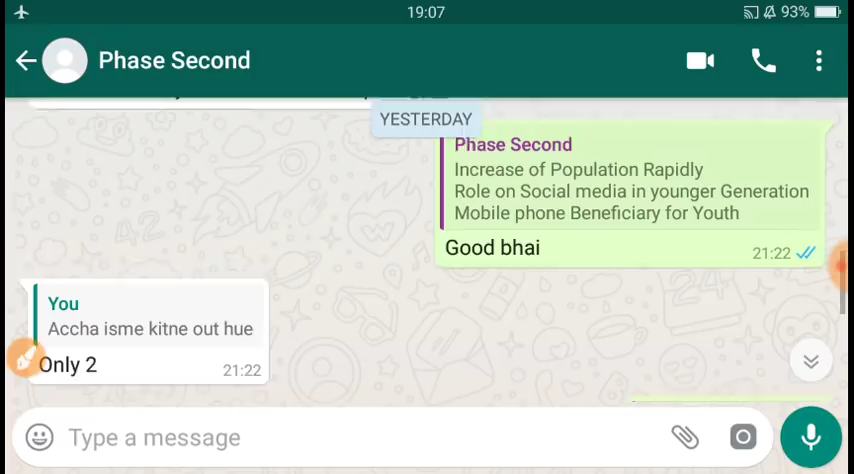 19:07
93%
Phase Second
YESTERDAY
Phase Second
Increase of Population Rapidly
Role on Social media in younger Generation
Mobile phone Beneficiary for Youth
Good bhai
21:22
You
Accha isme kitne out hue
Only 2
21:22
Type a message